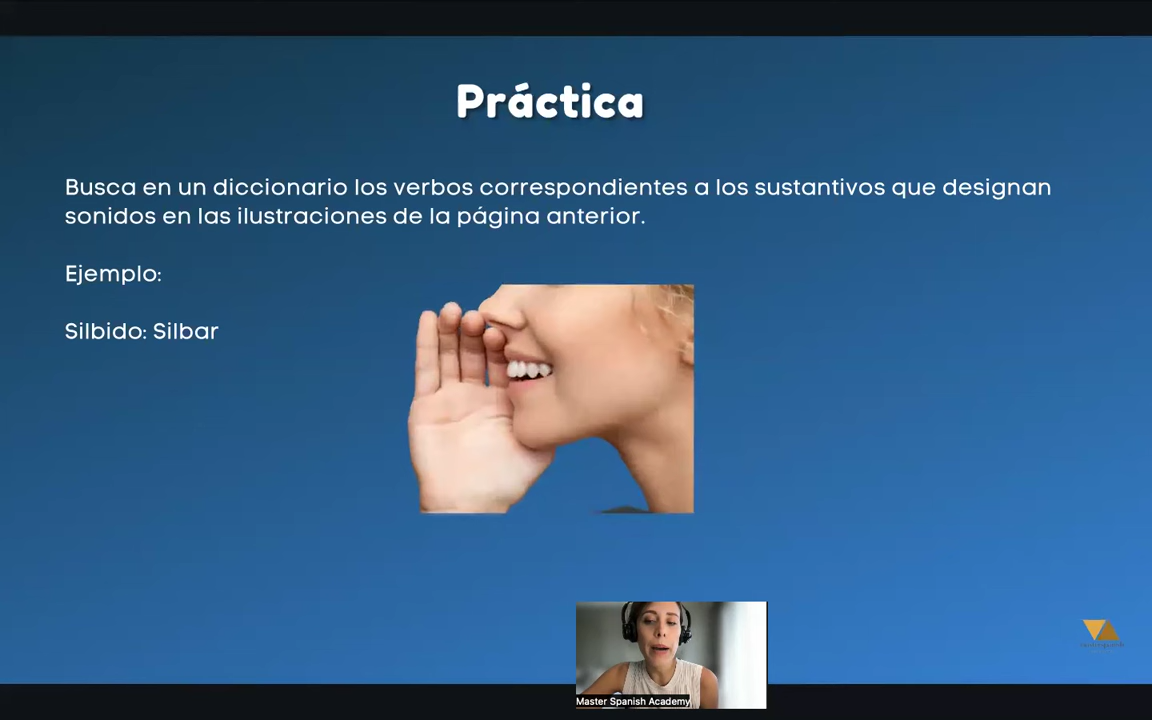 Práctica
Busca en un diccionario los verbos correspondientes a los sustantivos que designan
sonidos en las ilustraciones de la página anterior.
Ejemplo:
Silbido: Silbar
Master Spanish Academy